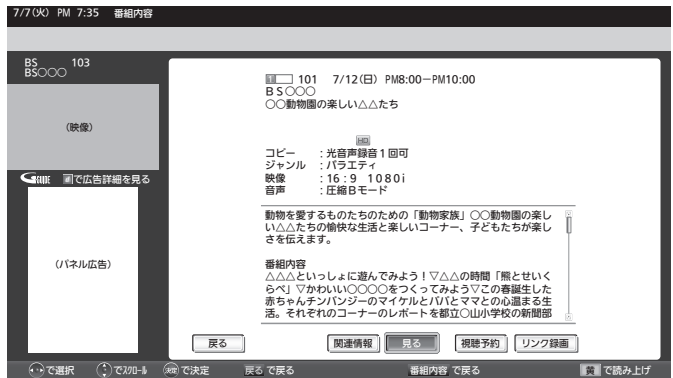 7/7(火) PM 7:35 番組内容
BS 103
BS○○○
(映像)
Gガイド で広告詳細を見る
(パネル広告)
101 7/12(日) PM8:00－PM10:00
BS○○○
○○動物園の楽しい△△たち
HD
コピー ：光音声録音1回可
ジャンル ：バラエティ
映像 ：16：9 1080i
音声 ：圧縮Bモード
動物を愛するものたちのための「動物家族」○○動物園の楽し
い△△たちの愉快な生活と楽しいコーナー、子どもたちが楽し
さを伝えます。
番組内容
△△△といっしょに遊んでみよう！▽△△の時間「熊とせいく
らべ」▽かわいい○○○○をつくってみよう▽この春誕生した
赤ちゃんチンパンジーのマイケルとパパとママとの心温まる生
活。それぞれのコーナーのレポートを都立○山小学校の新聞部
戻る 関連情報 見る 視聴予約 リンク録画
で選択 でスクロール 決定 で決定 戻る で戻る 番組内容 で戻る 黄 で読み上げ